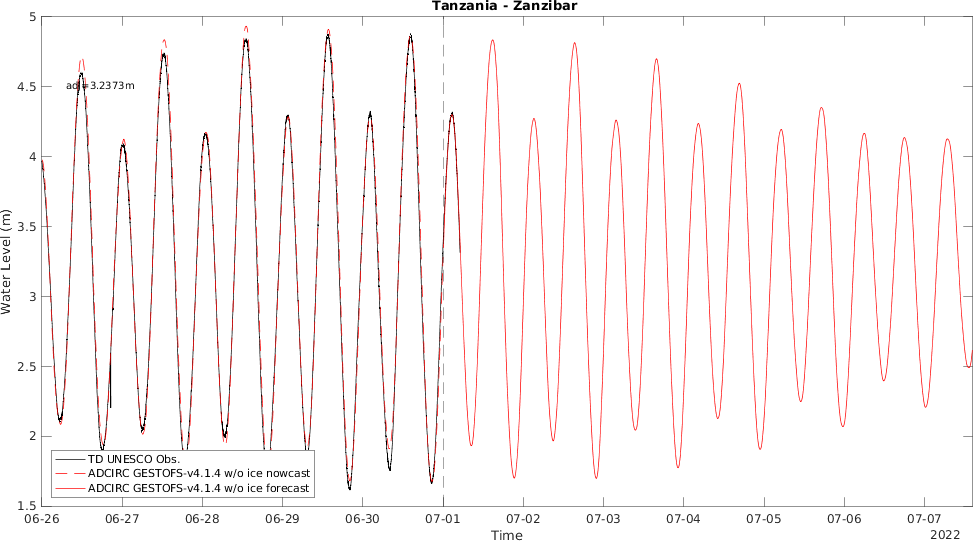 Tanzania - Zanzibar
5
4.5
4
3.5
3
2.5
2
1.5
Water Level (m)
adj=3.2373m
TD UNESCO Obs.
ADCIRC GESTOFS-v4.1.4 w/o ice nowcast
ADCIRC GESTOFS-v4.1.4 w/o ice forecast
06-26 06-27 06-28 06-29 06-30 07-01 07-02 07-03 07-04 07-05 07-06 07-07
Time
2022